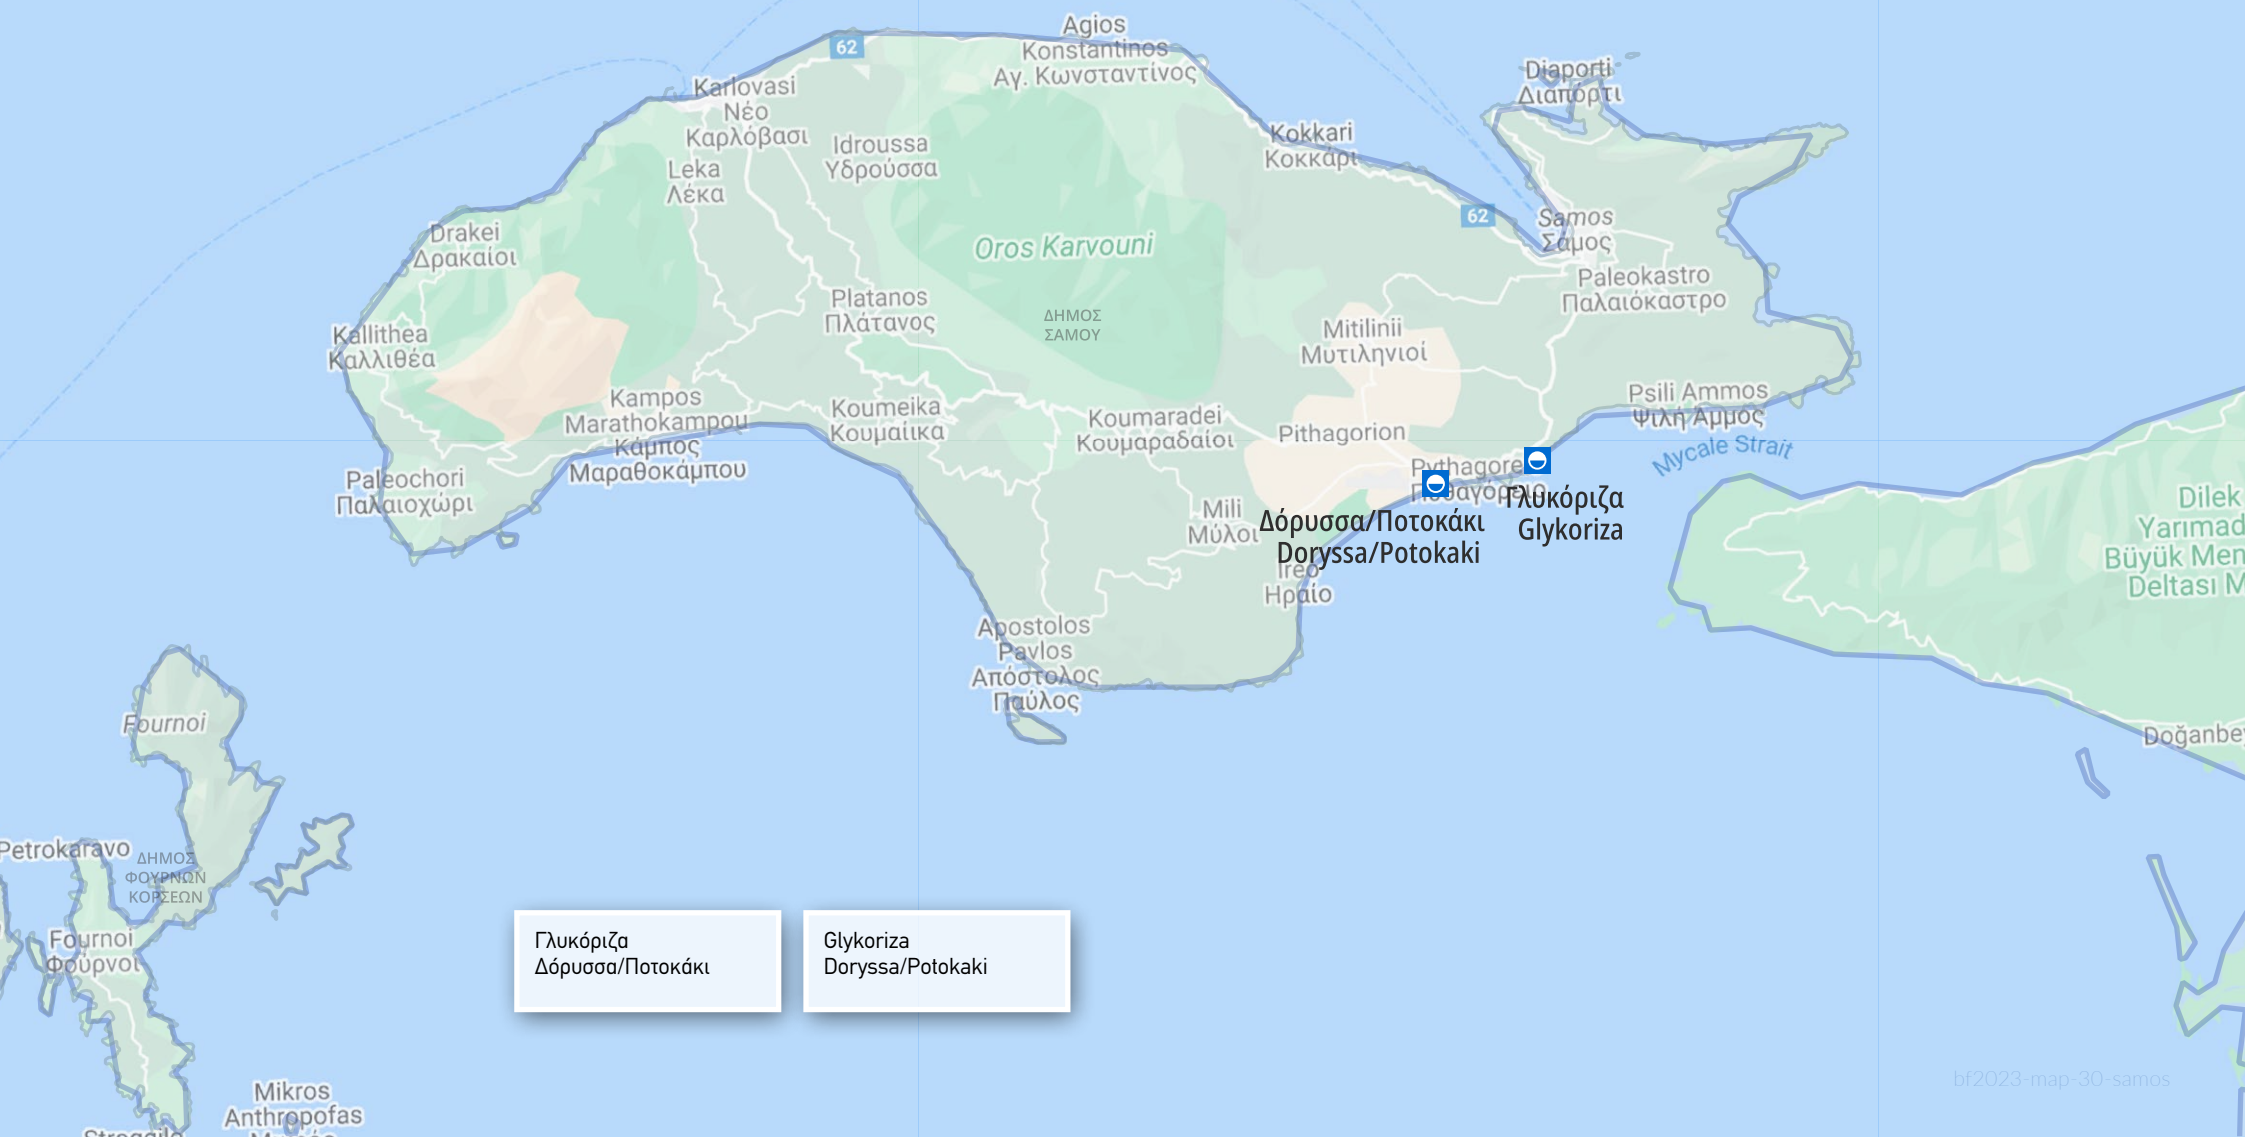 Agios
Konstantinos
Αγ. Κωνσταντίνος
62
Karlovasi
Νέο
Καρλόβασι
Diaporti
Διαπόρτι
Kokkari
Κοκκάρι
Idroussa
Υδρούσσα
Leka
Λέκα
Drakei
Δρακαίοι
Oros Karvouni
62
Samos
Σάμος
Paleokastro
Παλαιόκαστρο
Platanos
Πλάτανος
ΔΗΜΟΣ
ΣΑΜΟΥ
Mitilinii
Μυτιληνιοί
Kallithea
Καλλιθέα
Kampos
Marathokampou
Κάμπος
Μαραθοκάμπου
Koumeika
Κουμαίικα
Koumaradei
Κουμαραδαίοι
Pithagorion
Psili Ammos
Ψιλή Άμμος
Mycale Strait
Paleochori
Παλαιοχώρι
Mili
Μύλοι
Δόρυσσα/Ποτοκάκι
Doryssa/Potokaki
Γλυκόριζα
Glykoriza
Ireo
Ηραίο
Dilek
Büyük
Apostolos
Pavlos
Απόστολος
Παύλος
Fournoi
Petrokaravo
ΔΗΜΟΣ
ΦΟΥΡΝΩΝ
ΚΟΡΣΕΩΝ
Fournoi
Φούρνοι
Γλυκόριζα
Δόρυσσα/Ποτοκάκι
Glykoriza
Doryssa/Potokaki
Mikros
Anthropofas
bf2023-map-30-samos